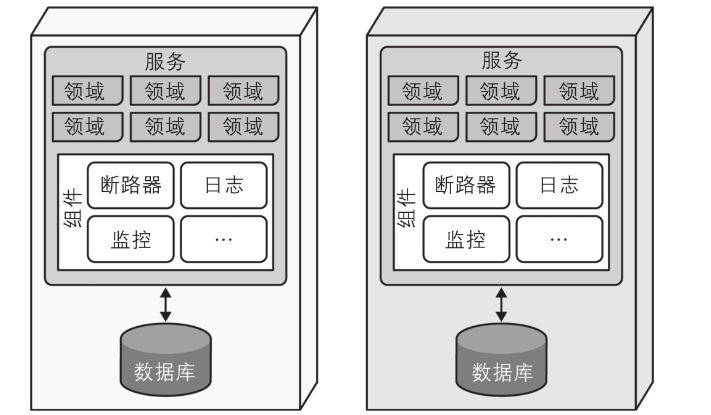 服务
领域 领域 领域
领域 领域 领域
组件
断路器 日志
监控 …
数据库
服务
领域 领域 领域
领域 领域 领域
组件
断路器 日志
监控 …
数据库